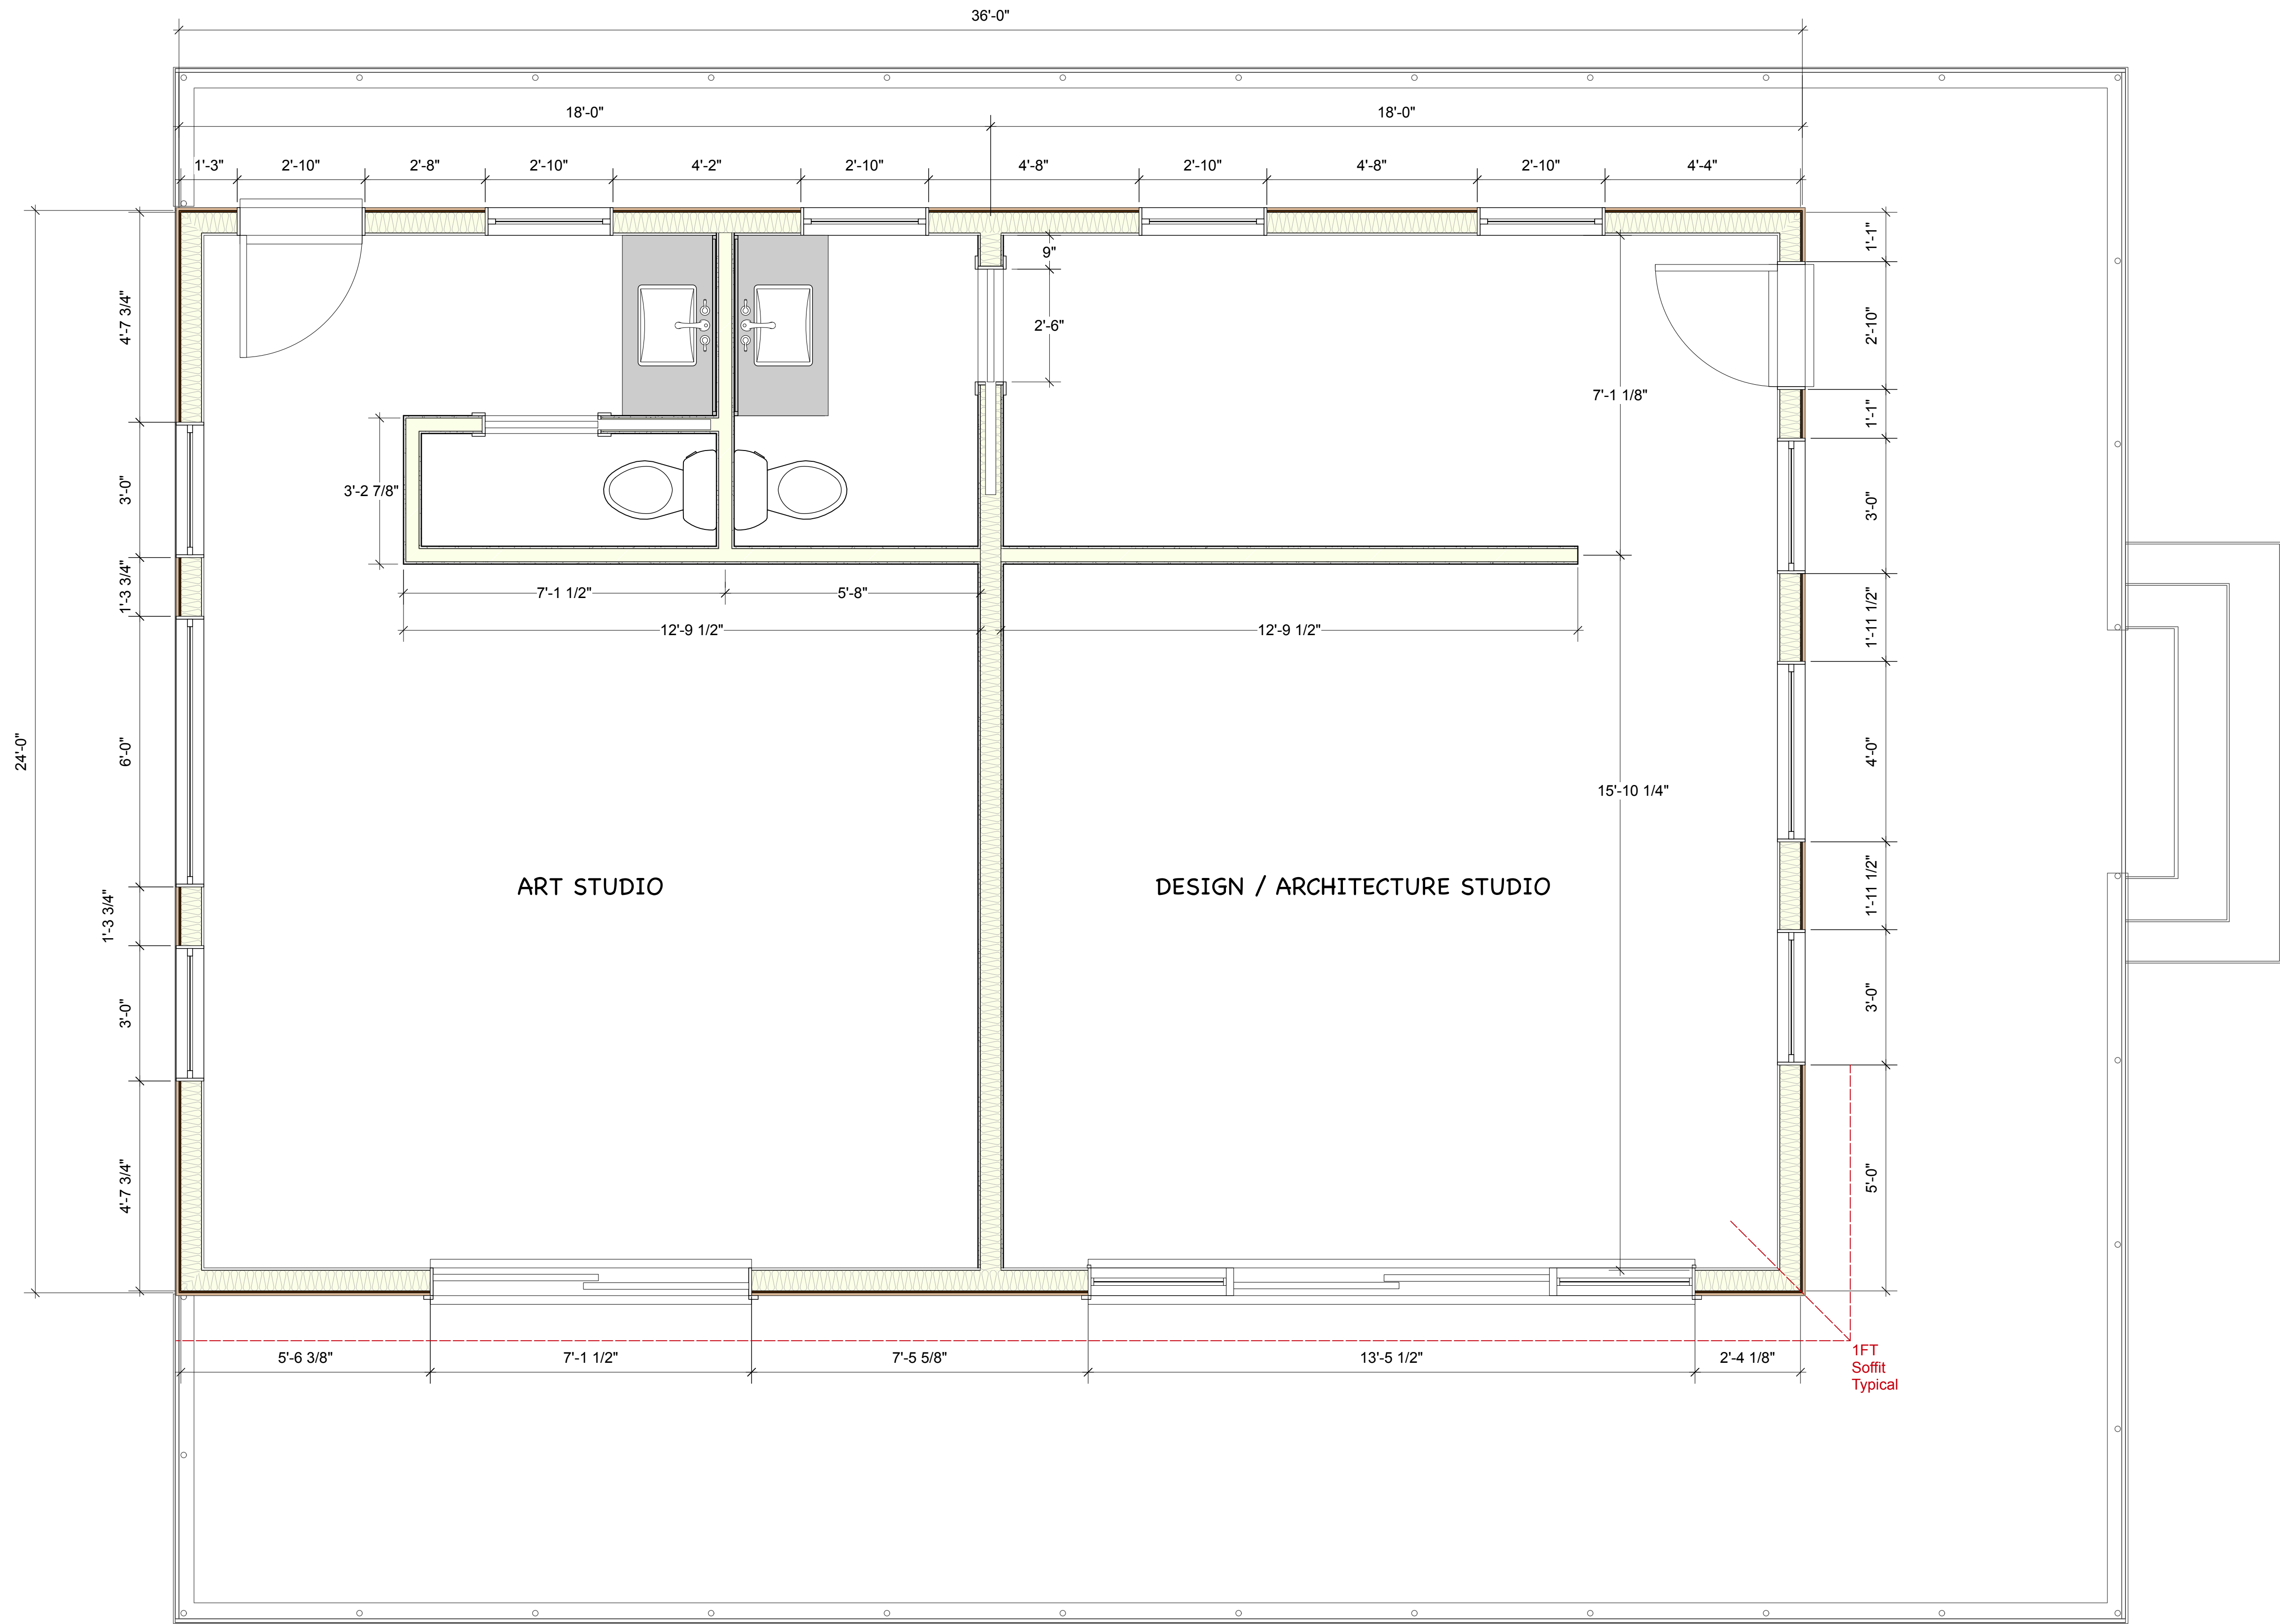 36'-0"
18'-0" 18'-0"
1'-3" 2'-10" 2'-8" 2'-10" 4'-2" 2'-10" 4'-8" 2'-10" 4'-8" 2'-10" 4'-4"
24'-0"
4'-7 3/4"
3'-0"
1'-3 3/4"
6'-0"
1'-3 3/4"
3'-0"
4'-7 3/4"
9"
2'-6"
7'-1 1/8"
3'-2 7/8"
7'-1 1/2" 5'-8"
12'-9 1/2" 12'-9 1/2"
15'-10 1/4"
ART STUDIO
DESIGN / ARCHITECTURE STUDIO
1'-1"
2'-10"
1'-1"
3'-0"
1'-11 1/2"
4'-0"
1'-11 1/2"
3'-0"
5'-0"
5'-6 3/8" 7'-1 1/2" 7'-5 5/8" 13'-5 1/2" 2'-4 1/8"
1FT
Soffit
Typical